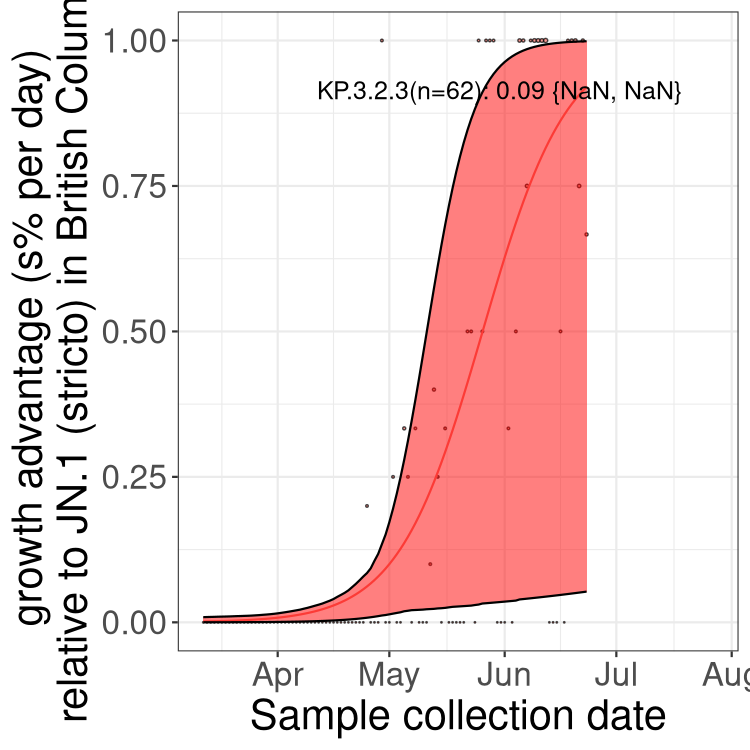 growth advantage (s% per day)
relative to JN.1 (stricto) in British Colum
1.00
0.75
0.50
0.25
0.00
KP.3.2.3(n=62): 0.09 {NaN, NaN}
Apr May Jun Jul Aug
Sample collection date